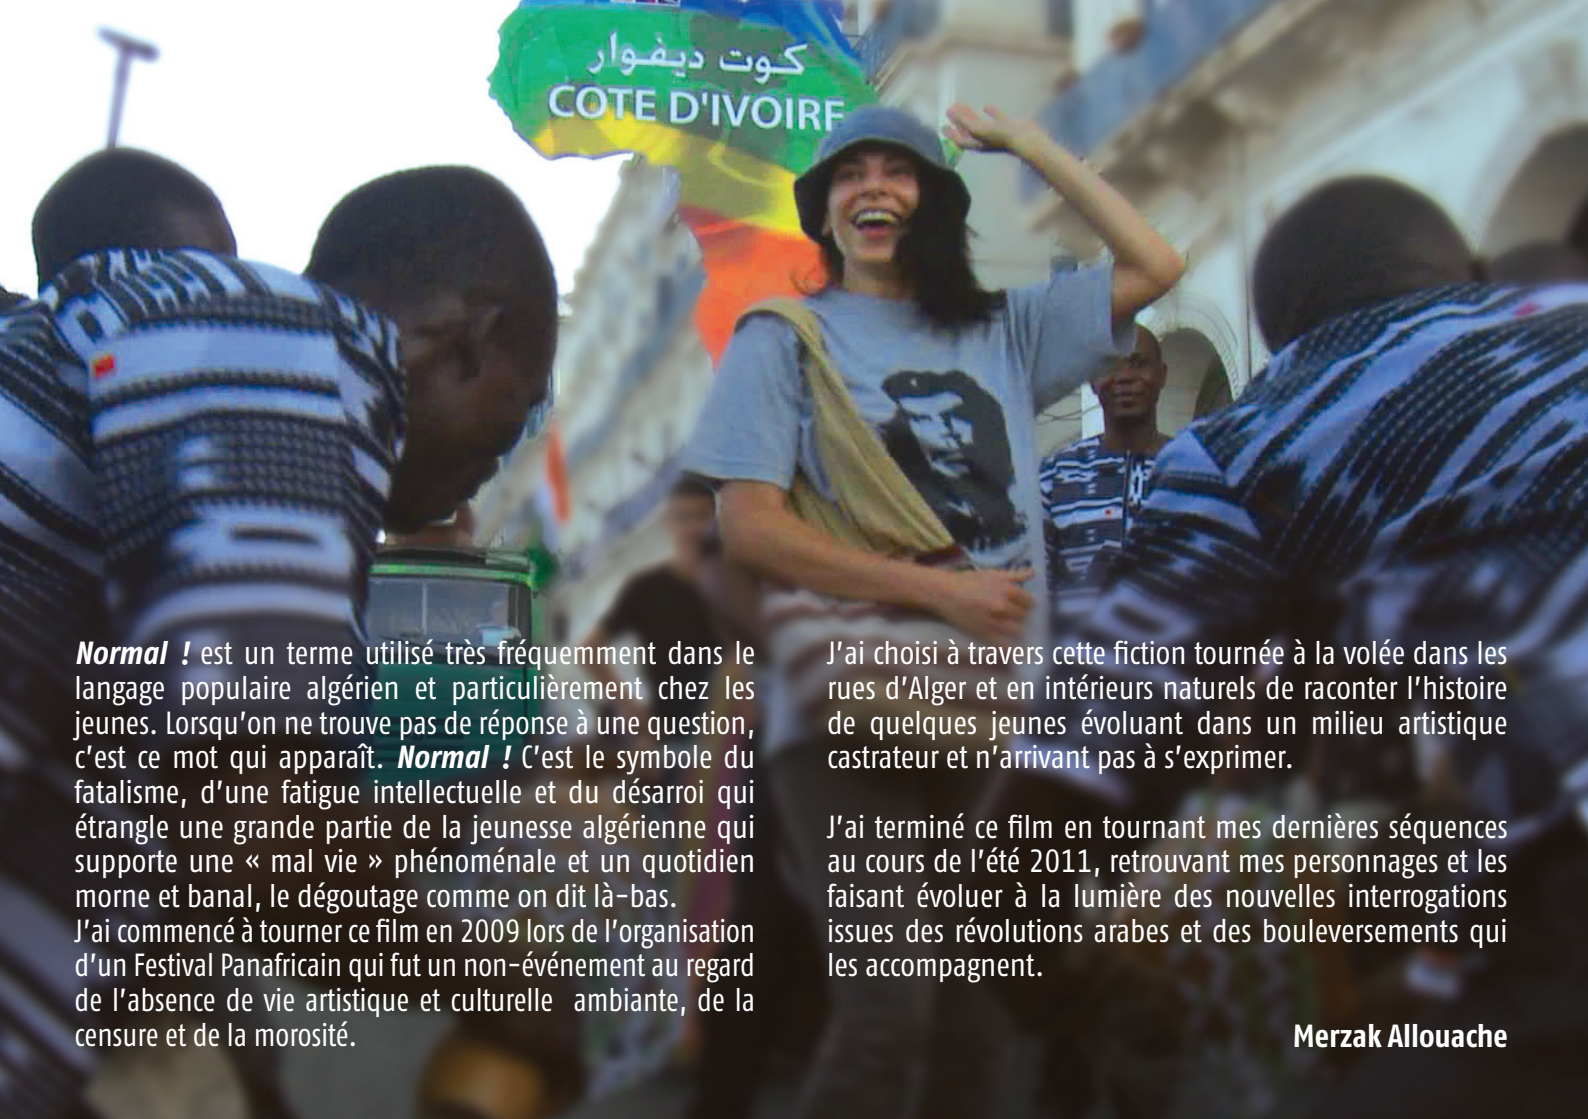 كوت ديفوار
COTE D'IVOIRE
Normal ! est un terme utilisé très fréquemment dans le
langage populaire algérien et particulièrement chez les
jeunes. Lorsqu’on ne trouve pas de réponse à une question,
c’est ce mot qui apparaît. Normal ! C’est le symbole du
fatalisme, d’une fatigue intellectuelle et du désarroi qui
étrangle une grande partie de la jeunesse algérienne qui
supporte une « mal vie » phénoménale et un quotidien
morne et banal, le dégoutage comme on dit là-bas.
J’ai commencé à tourner ce film en 2009 lors de l’organisation
d’un Festival Panafricain qui fut un non-événement au regard
de l’absence de vie artistique et culturelle ambiante, de la
censure et de la morosité.
J’ai choisi à travers cette fiction tournée à la volée dans les
rues d’Alger et en intérieurs naturels de raconter l’histoire
de quelques jeunes évoluant dans un milieu artistique
castrateur et n’arrivant pas à s’exprimer.
J’ai terminé ce film en tournant mes dernières séquences
au cours de l’été 2011, retrouvant mes personnages et les
faisant évoluer à la lumière des nouvelles interrogations
issues des révolutions arabes et des bouleversements qui
les accompagnent.
Merzak Allouache